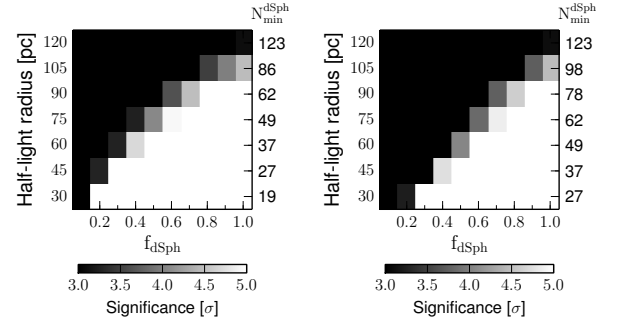 N_min^dSph
N_min^dSph
Half-light radius [pc]
120
105
90
75
60
45
30
123
86
62
49
37
27
19
0.2 0.4 0.6 0.8 1.0
f_dSph
3.0 3.5 4.0 4.5 5.0
Significance [σ]
Half-light radius [pc]
120
105
90
75
60
45
30
123
98
78
62
49
37
27
0.2 0.4 0.6 0.8 1.0
f_dSph
3.0 3.5 4.0 4.5 5.0
Significance [σ]